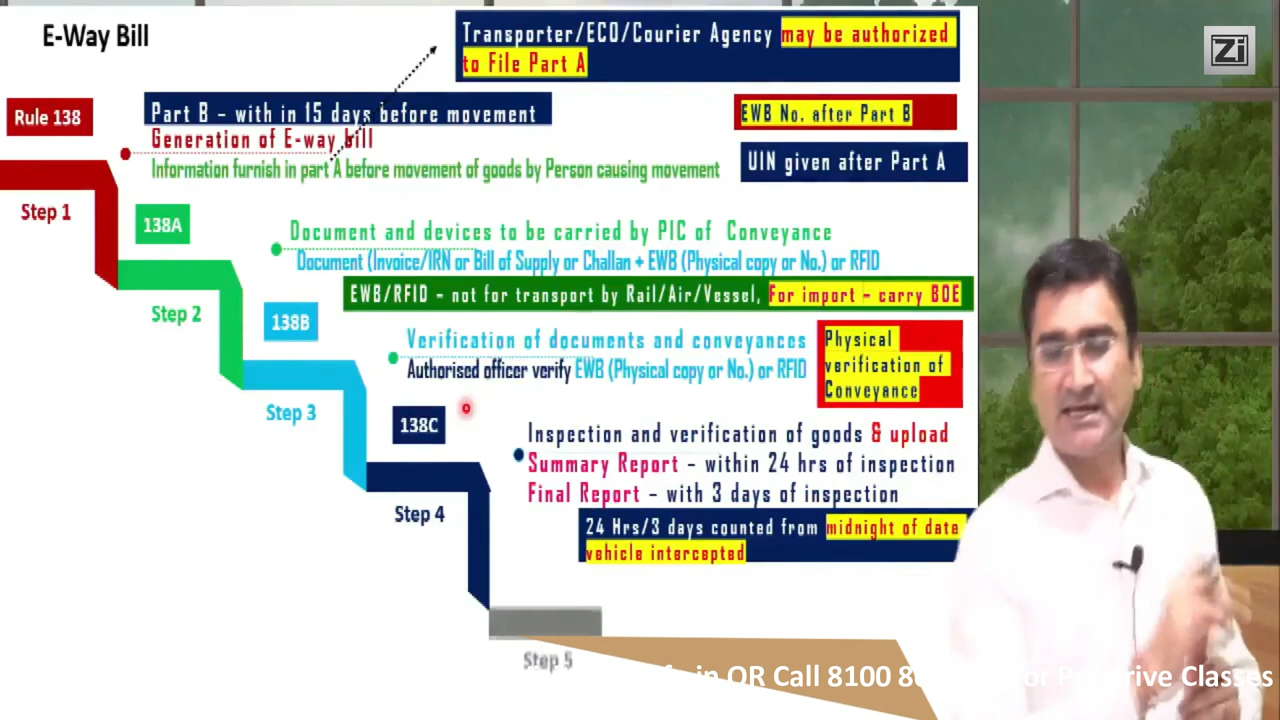 E-Way Bill
Transporter/ECO/Courier Agency may be authorized
to File Part A
Zi
Rule 138
Part B – with in 15 days before movement
EWB No. after Part B
Generation of E-way bill
Information furnish in part A before movement of goods by Person causing movement
UIN given after Part A
Step 1
138A
Document and devices to be carried by PIC of Conveyance
Document (Invoice/IRN or Bill of Supply or Challan + EWB (Physical copy or No.) or RFID
EWB/RFID – not for transport by Rail/Air/Vessel, For import – carry BOE
Step 2
138B
Verification of documents and conveyances
Authorised officer verify EWB (Physical copy or No.) or RFID
Physical
verification of
Conveyance
Step 3
138C
Inspection and verification of goods & upload
Summary Report – within 24 hrs of inspection
Final Report – with 3 days of inspection
Step 4
24 Hrs/3 days counted from midnight of date
vehicle intercepted
Step 5
in OR Call 8100 Classes